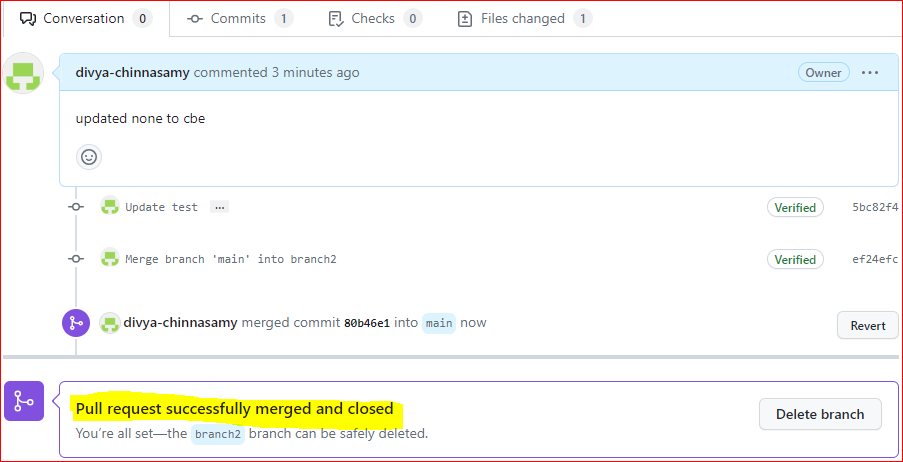 Conversation 0 Commits 1 Checks 0 Files changed 1
divya-chinnasamy commented 3 minutes ago Owner ...
updated none to cbe
Update test ... Verified 5bc82f4
Merge branch 'main' into branch2 Verified ef24efc
divya-chinnasamy merged commit 80b46e1 into main now Revert
Pull request successfully merged and closed
You're all set—the branch2 branch can be safely deleted.
Delete branch